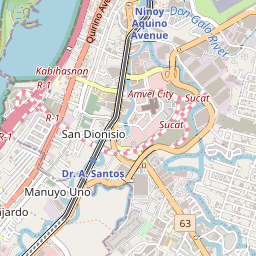 Ninoy
Aquino
Avenue
Don Galo River
Quirino Ave
Kabihasnan
R-1
Amvel City
Sucat
R-1
Sucat
San Dionisio
R-1
Dr. A. Santos
Manuyo Uno
ajardo
63